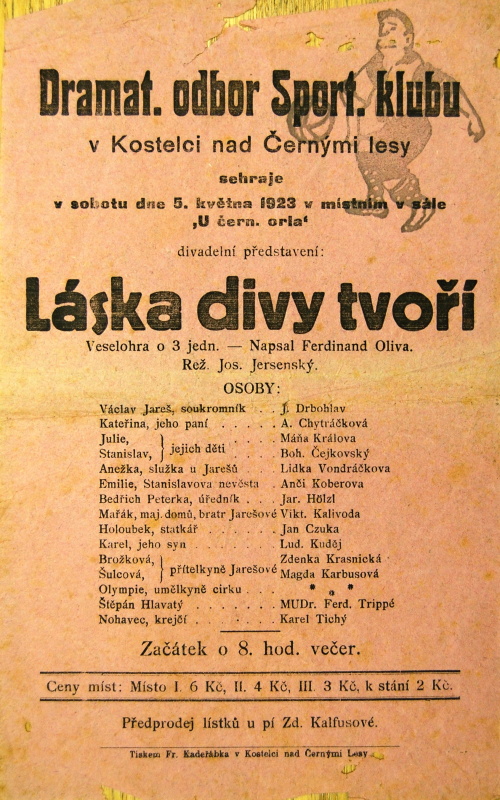 Dramat. odbor Sport. klubu
v Kostelci nad Černými lesy
sehraje
v sobotu dne 5. května 1923 v místním v sále
‚U čern. orla‘
divadelní představení:
Láska divy tvoří
Veselohra o 3 jedn. — Napsal Ferdinand Oliva.
Rež. Jos. Jersenský.
OSOBY:
Václav Jareš, soukromník . . J. Drbohlav
Kateřina, jeho paní . . . . . A. Chytráčková
Julie, } jejich děti . . . . Máňa Králova
Stanislav, } jejich děti . . . . Boh. Čejkovský
Anežka, služka u Jarešů . . Lidka Vondráčkova
Emilie, Stanislavova nevěsta . Anči Koberova
Bedřich Peterka, úředník . . . Jar. Hölzl
Mařák, maj. domů, bratr Jarešové Vikt. Kalivoda
Holoubek, statkář . . . . . Jan Czuka
Karel, jeho syn . . . . . . Lud. Kuděj
Brožková, } přítelkyně Jarešové Zdenka Krasnická
Šulcová, } přítelkyně Jarešové Magda Karbusová
Olympie, umělkyně cirku . . . * * *
Štěpán Hlavatý . . . . . . . MUDr. Ferd. Trippé
Nohavec, krejčí . . . . . . Karel Tichý
Začátek o 8. hod. večer.
Ceny míst: Místo I. 6 Kč, II. 4 Kč, III. 3 Kč, k stání 2 Kč.
Předprodej lístků u pí Zd. Kalfusové.
Tiskem Fr. Kadeřábka v Kostelci nad Černými Lesy